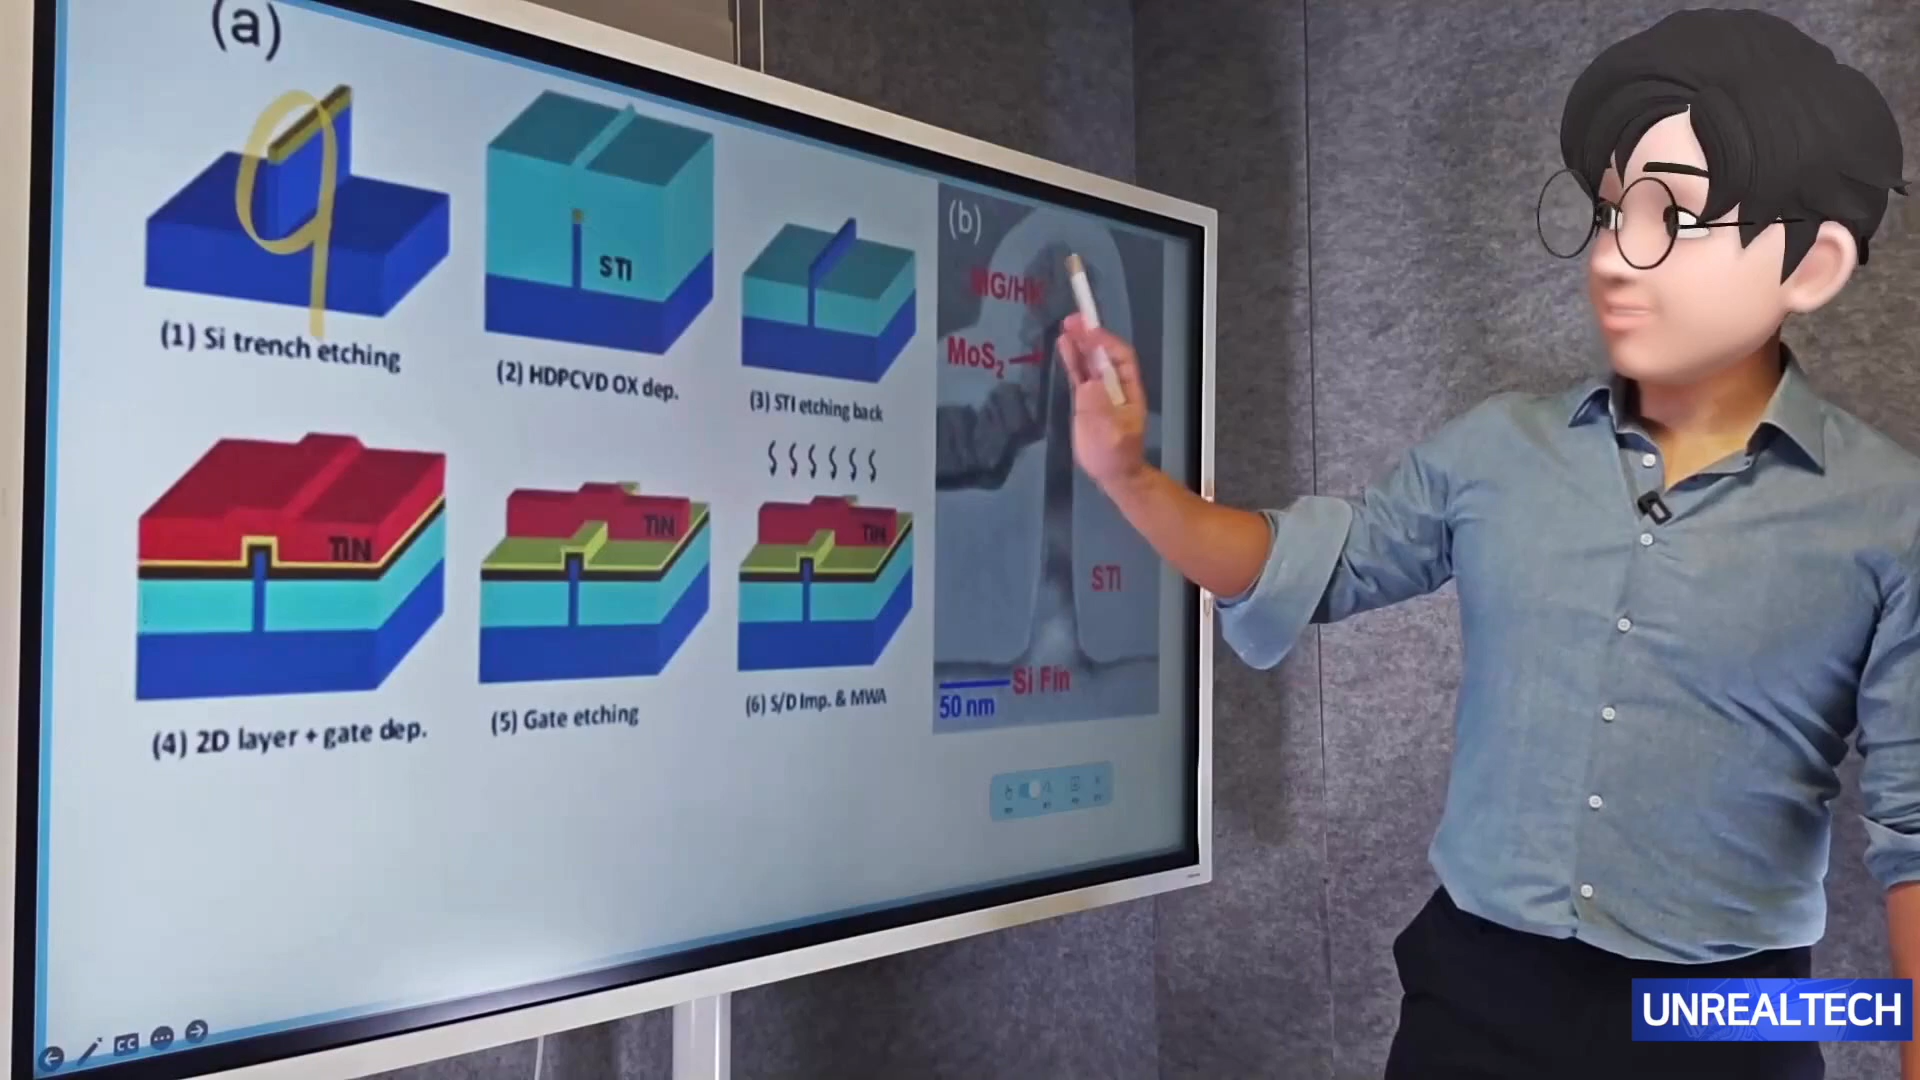 (a)
(1) Si trench etching
STI
(2) HDPCVD OX dep.
(3) STI etching back
TiN
(4) 2D layer + gate dep.
TiN
(5) Gate etching
TiN
(6) S/D Imp. & MWA
(b)
MG/HK
MoS₂
STI
Si Fin
50 nm
CC
UNREALTECH